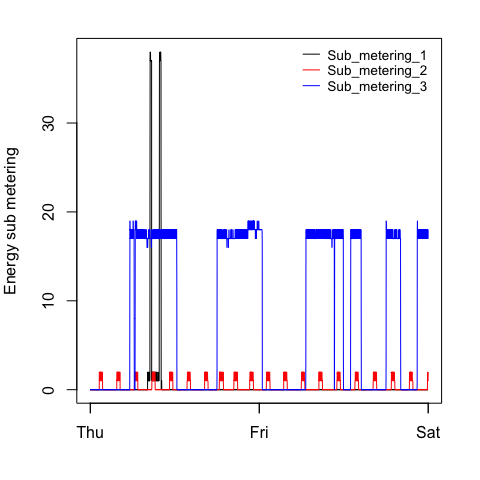 Sub_metering_1
Sub_metering_2
Sub_metering_3
Energy sub metering
30
20
10
0
Thu
Fri
Sat